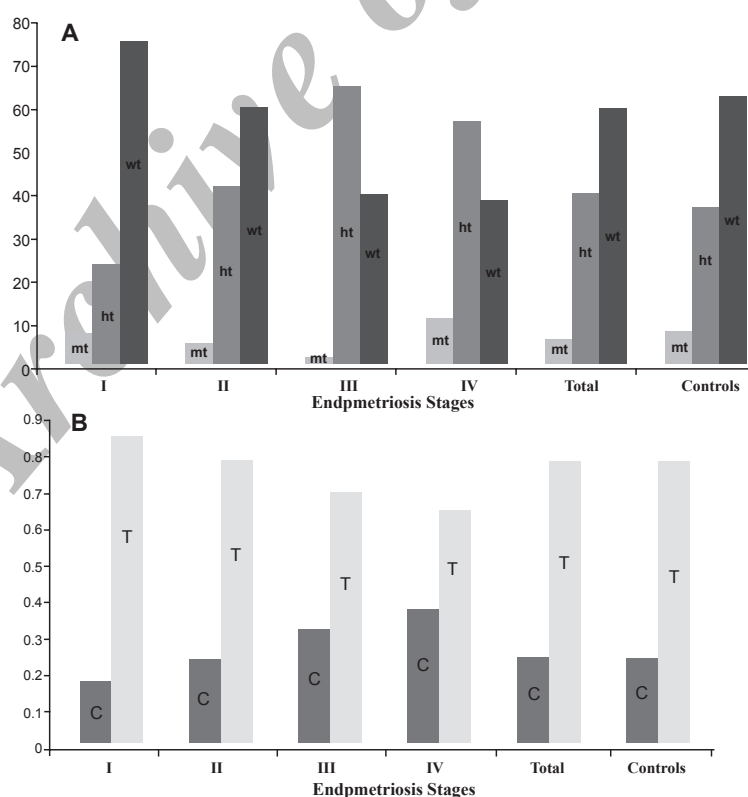 A
80
70
60
50
40
30
20
10
0
mt ht wt
mt ht wt
mt ht wt
mt ht wt
mt ht wt
mt ht wt
I II III IV Total Controls
Endpmetriosis Stages
B
0.9
0.8
0.7
0.6
0.5
0.4
0.3
0.2
0.1
0
C T
C T
C T
C T
C T
C T
I II III IV Total Controls
Endpmetriosis Stages